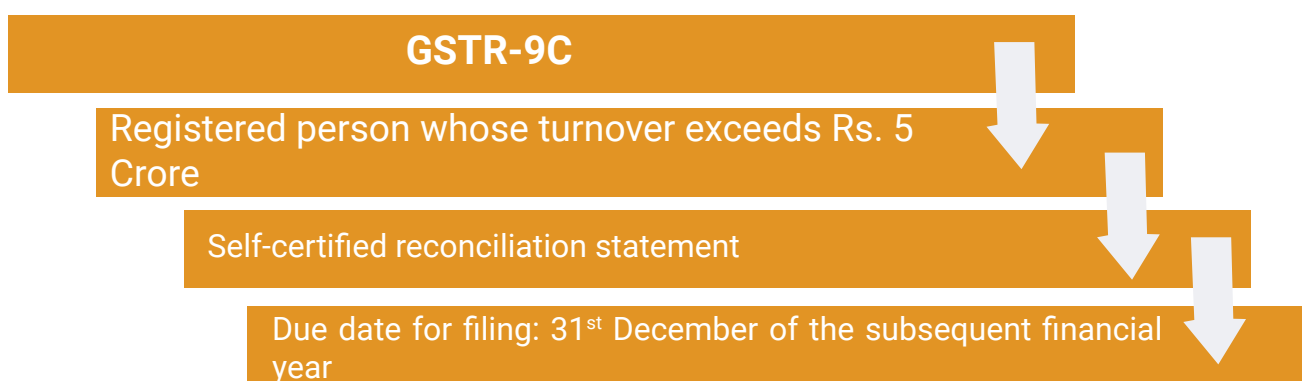 GSTR-9C
Registered person whose turnover exceeds Rs. 5
Crore
Self-certified reconciliation statement
Due date for filing: 31st December of the subsequent financial
year